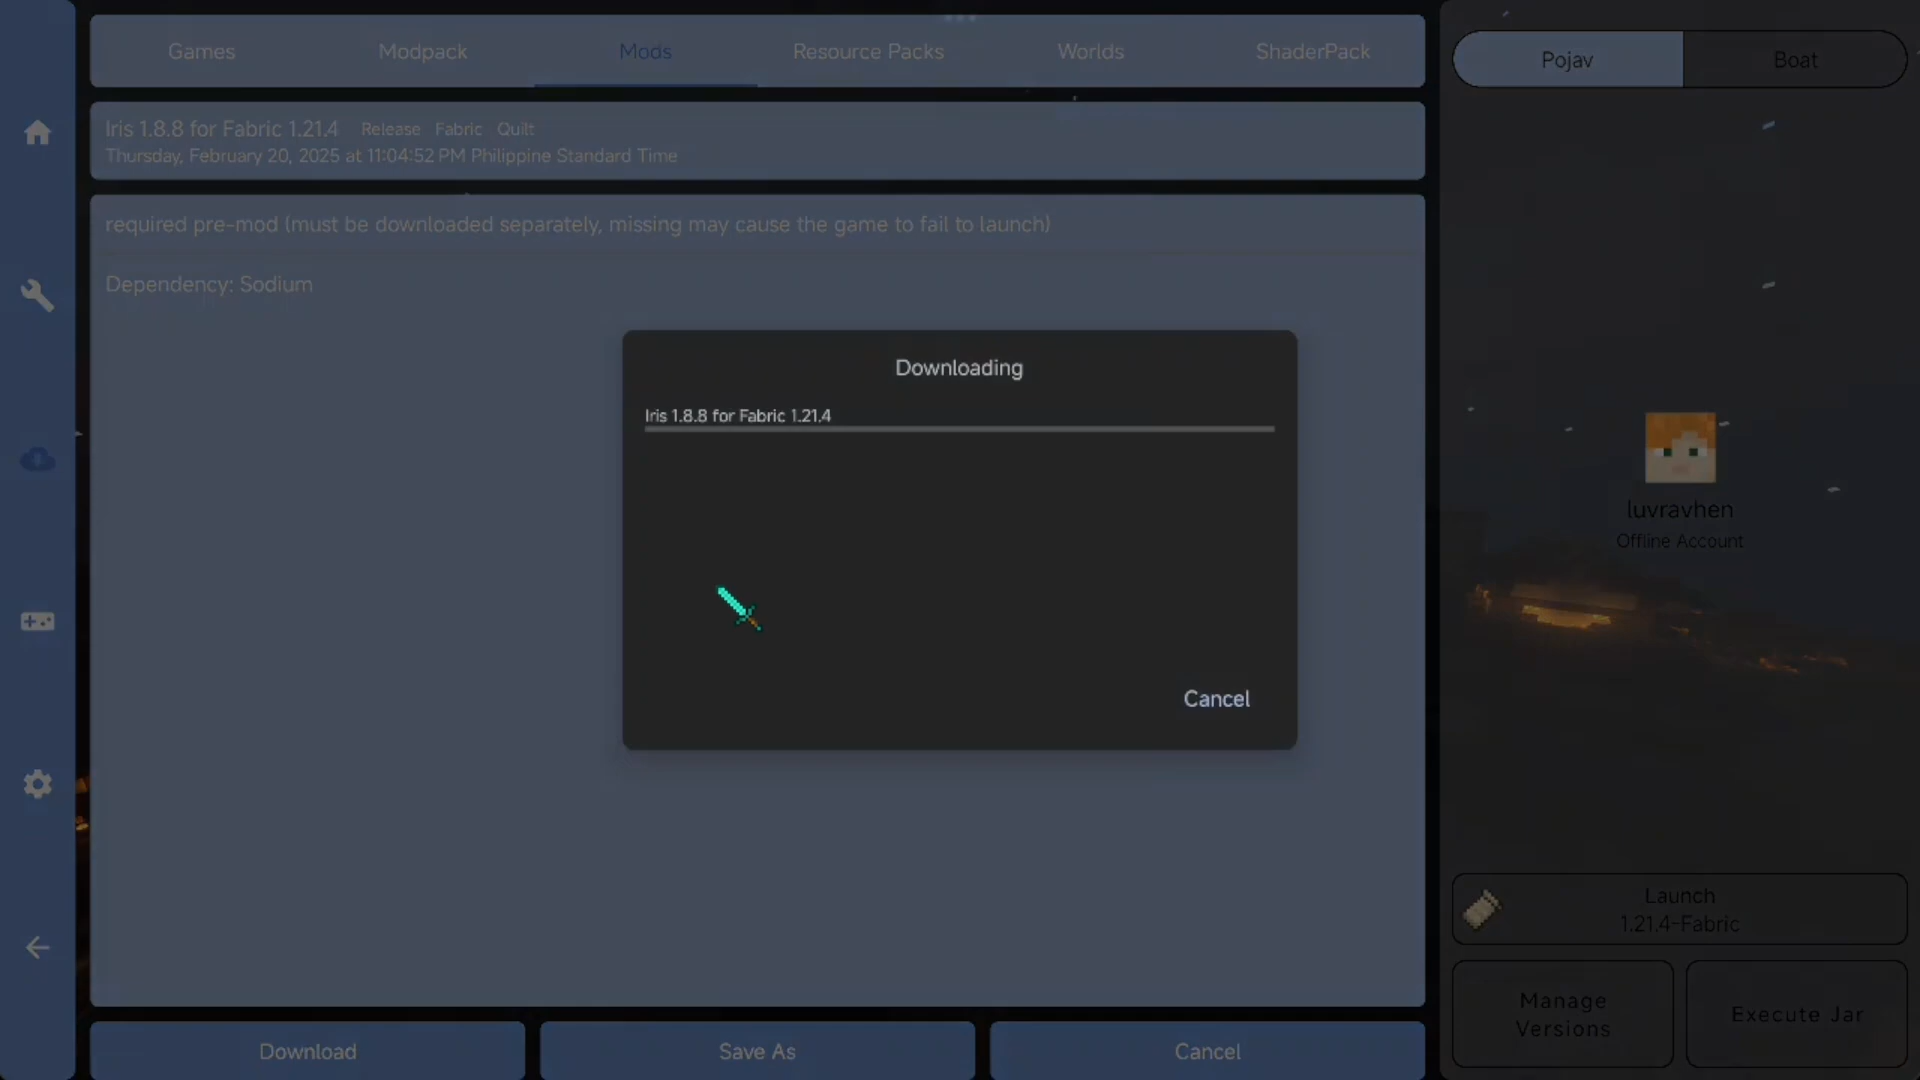 Games
Modpack
Mods
Resource Packs
Worlds
ShaderPack
Pojav
Boat
Iris 1.8.8 for Fabric 1.21.4 Release Fabric Quilt
Thursday, February 20, 2025 at 11:04:52 PM Philippine Standard Time
required pre-mod (must be downloaded separately, missing may cause the game to fail to launch)
Dependency: Sodium
Downloading
Iris 1.8.8 for Fabric 1.21.4
Cancel
luvravhen
Offline Account
Launch
1.21.4-Fabric
Manage
Versions
Execute Jar
Download
Save As
Cancel